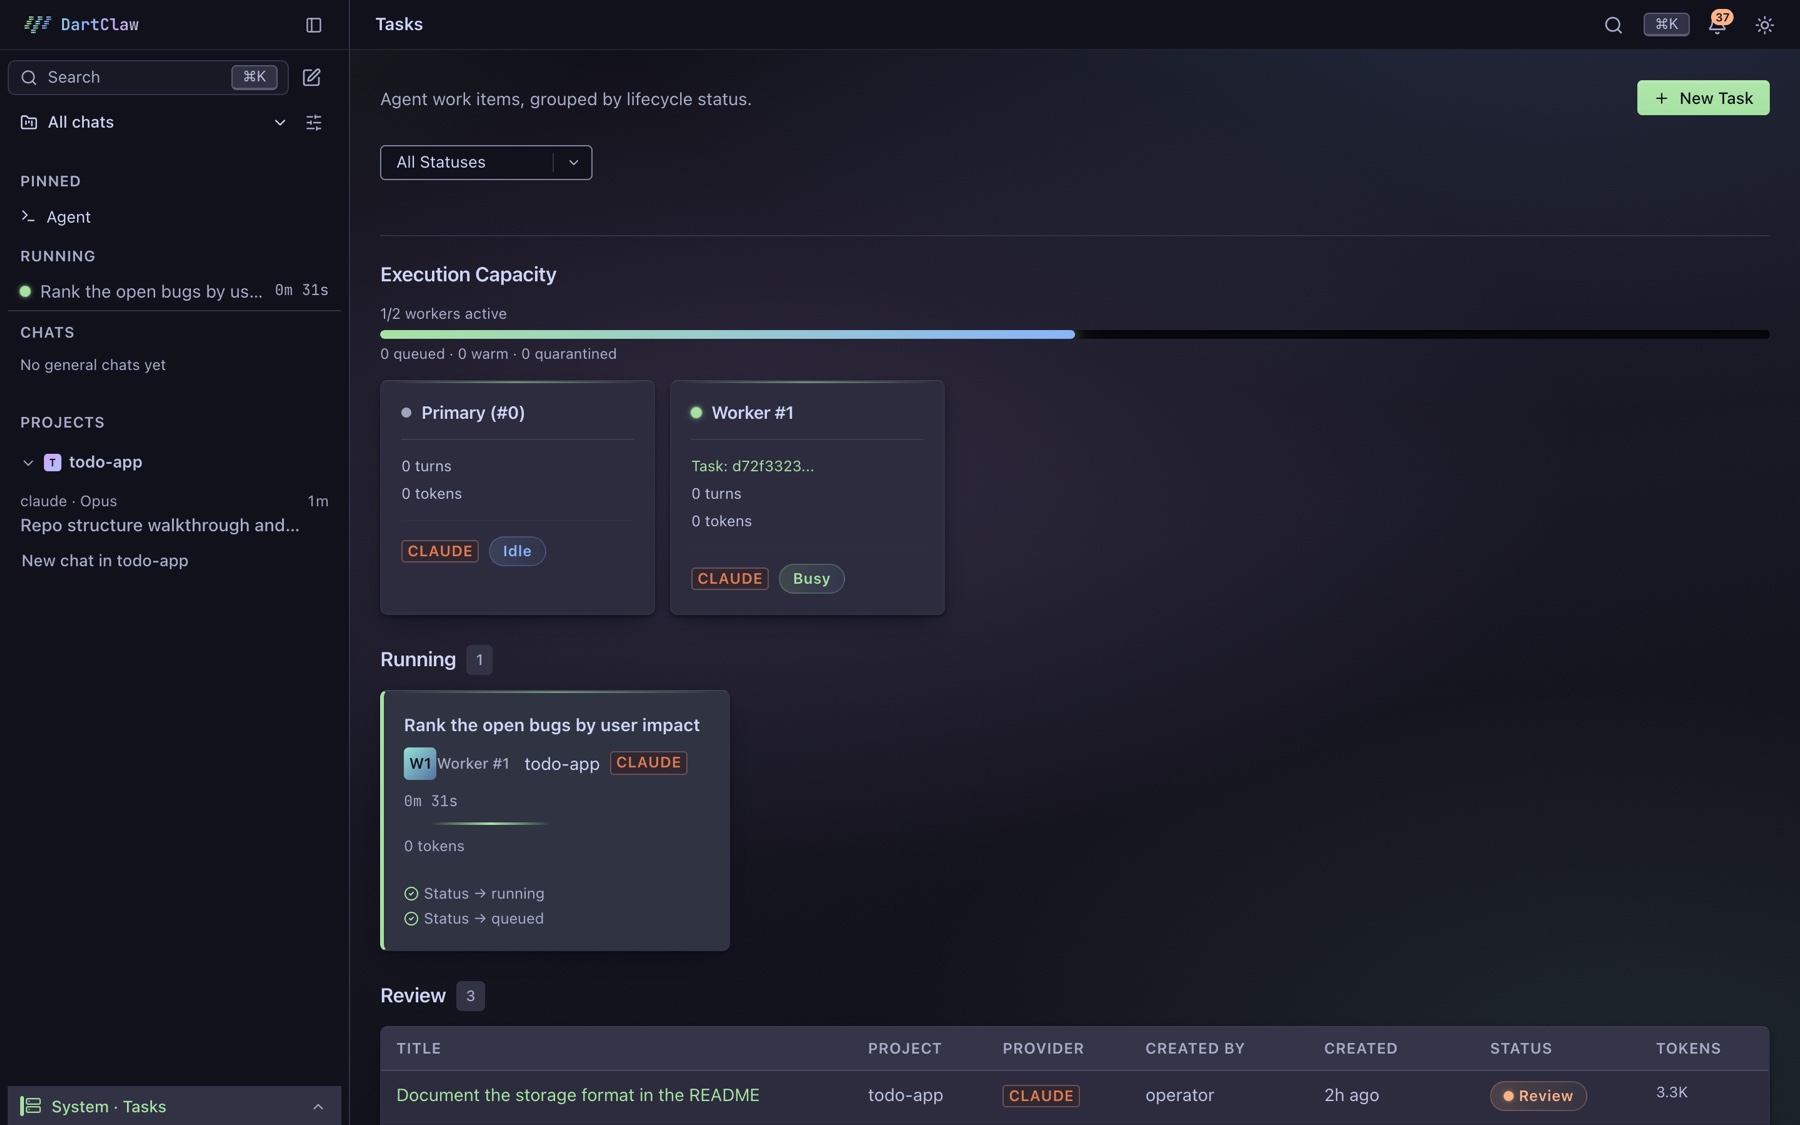 DartClaw
Search ⌘K
All chats
PINNED
Agent
RUNNING
Rank the open bugs by us... 0m 31s
CHATS
No general chats yet
PROJECTS
T todo-app
claude · Opus 1m
Repo structure walkthrough and...
New chat in todo-app
System · Tasks
Tasks
⌘K 37
Agent work items, grouped by lifecycle status.
+ New Task
All Statuses
Execution Capacity
1/2 workers active
0 queued · 0 warm · 0 quarantined
Primary (#0)
0 turns
0 tokens
CLAUDE Idle
Worker #1
Task: d72f3323...
0 turns
0 tokens
CLAUDE Busy
Running 1
Rank the open bugs by user impact
W1 Worker #1 todo-app CLAUDE
0m 31s
0 tokens
Status → running
Status → queued
Review 3
TITLE PROJECT PROVIDER CREATED BY CREATED STATUS TOKENS
Document the storage format in the README todo-app CLAUDE operator 2h ago Review 3.3K